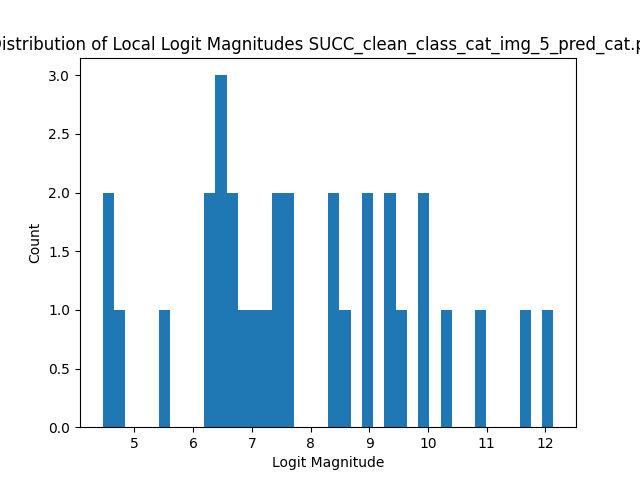 Distribution of Local Logit Magnitudes SUCC_clean_class_cat_img_5_pred_cat.p
3.0
2.5
2.0
1.5
1.0
0.5
0.0
Count
5 6 7 8 9 10 11 12
Logit Magnitude